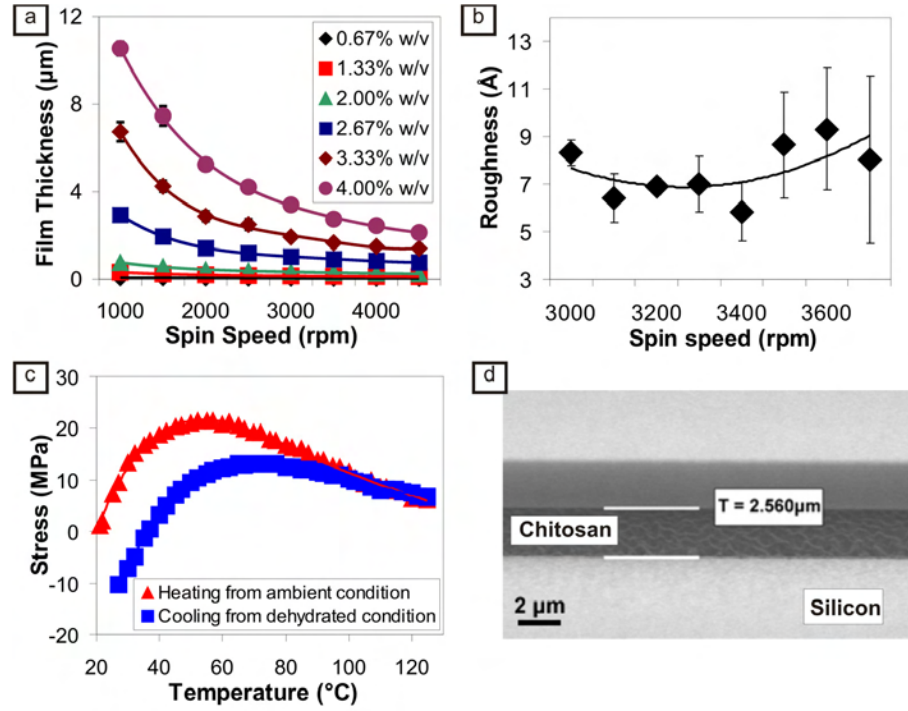 a
12
8
4
0
Film Thickness (µm)
1000 2000 3000 4000
Spin Speed (rpm)
0.67% w/v
1.33% w/v
2.00% w/v
2.67% w/v
3.33% w/v
4.00% w/v
b
13
11
9
7
5
3
Roughness (Å)
3000 3200 3400 3600
Spin speed (rpm)
c
30
20
10
0
-10
-20
Stress (MPa)
20 40 60 80 100 120
Temperature (°C)
Heating from ambient condition
Cooling from dehydrated condition
d
T = 2.560µm
Chitosan
Silicon
2 µm